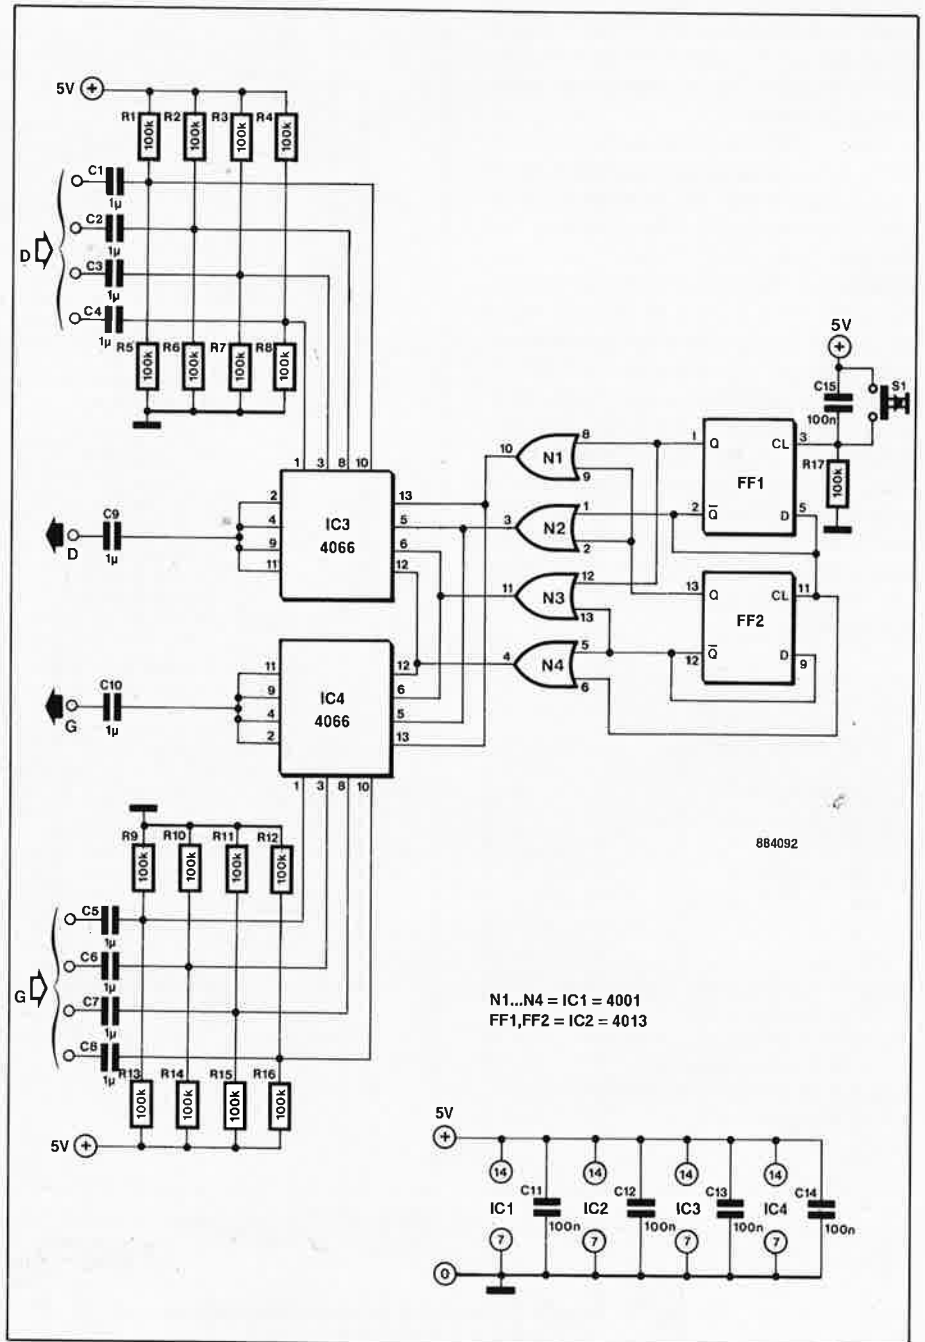 5V +
R1 R2 R3 R4
100k 100k 100k 100k
C1
1µ
C2
1µ
D
C3
1µ
C4
1µ
R5 R6 R7 R8
100k 100k 100k 100k
1 3 8 10
2 13
4 IC3 5
9 4066 6
11 12
C9
D
1µ
11 12
9 IC4 6
4 4066 5
2 13
C10
G
1µ
1 3 8 10
10 N1 8
9
3 N2 1
2
11 N3 12
13
4 N4 5
6
5V
+
C15
100n
S1
R17
100k
1 Q CL 3
FF1
2 Q̅ D 5
13 Q CL 11
FF2
12 Q̅ D 9
R9 R10 R11 R12
100k 100k 100k 100k
C5
1µ
C6
1µ
G
C7
1µ
C8
1µ
R13 R14 R15 R16
100k 100k 100k 100k
5V +
884092
N1...N4 = IC1 = 4001
FF1,FF2 = IC2 = 4013
5V
+
14 14 14 14
C11 C12 C13 C14
IC1 IC2 IC3 IC4
100n 100n 100n 100n
7 7 7 7
0